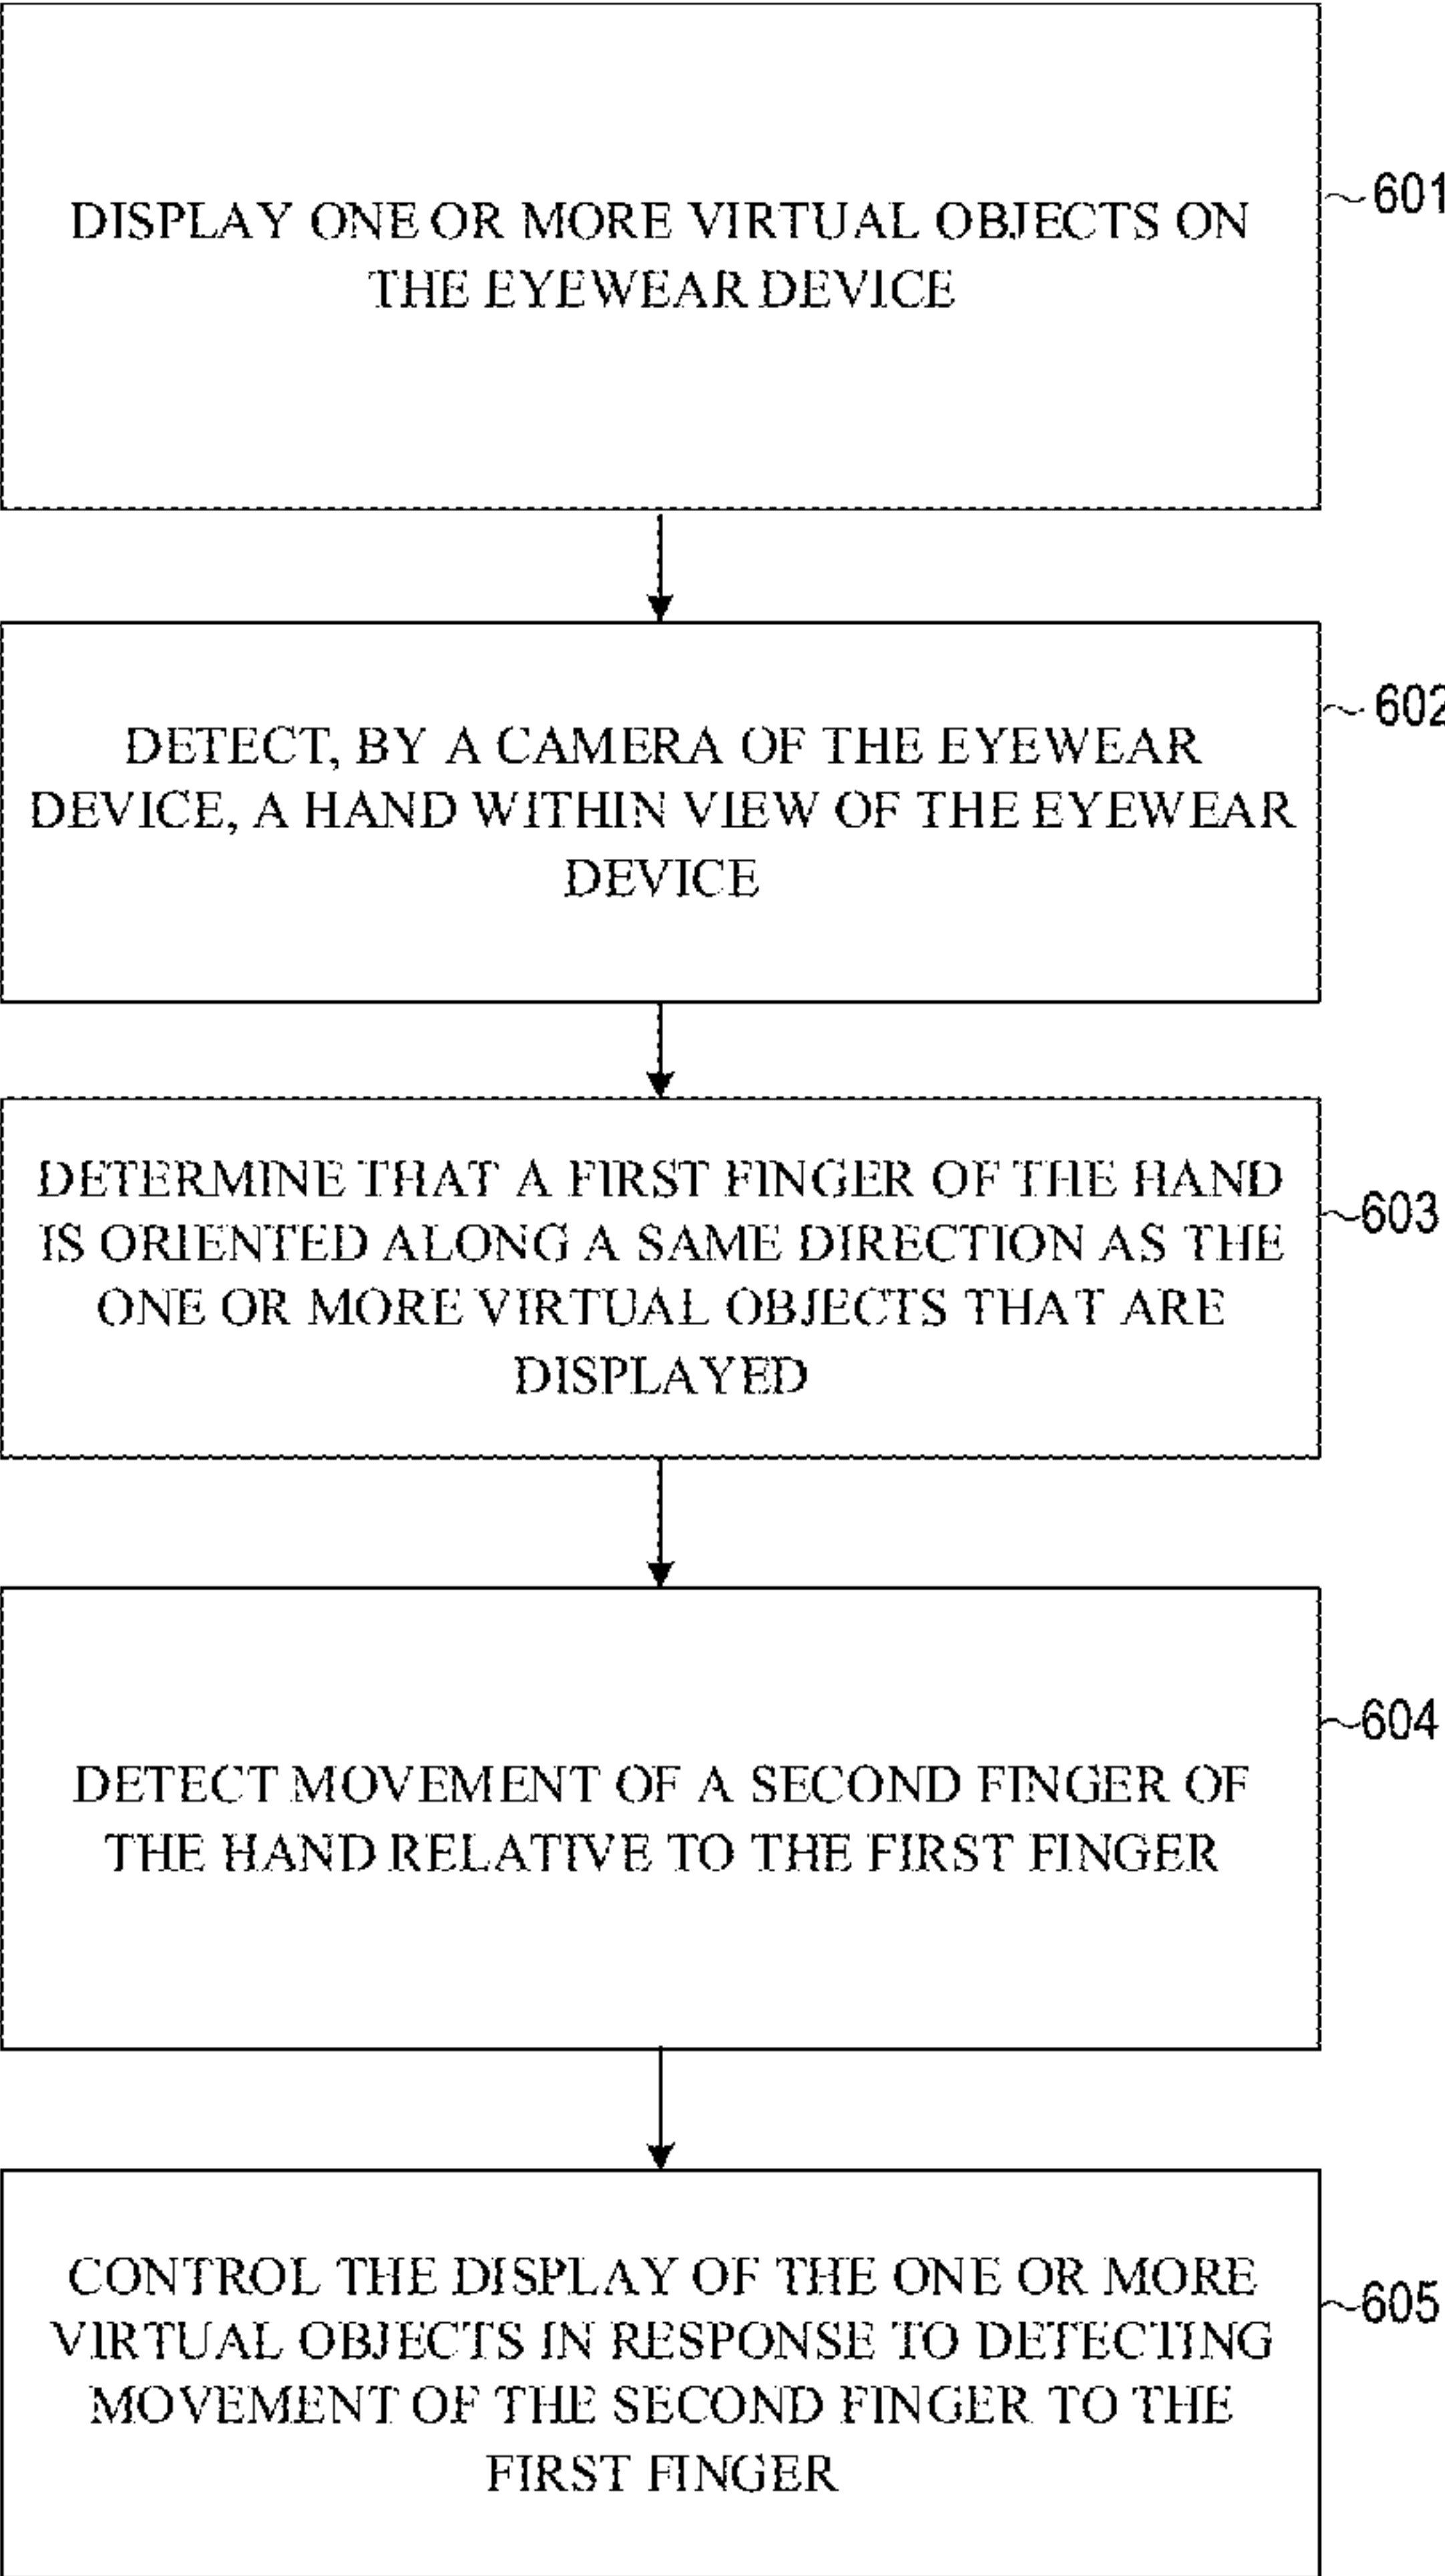 DISPLAY ONE OR MORE VIRTUAL OBJECTS ON
THE EYEWEAR DEVICE
601
DETECT, BY A CAMERA OF THE EYEWEAR
DEVICE, A HAND WITHIN VIEW OF THE EYEWEAR
DEVICE
602
DETERMINE THAT A FIRST FINGER OF THE HAND
IS ORIENTED ALONG A SAME DIRECTION AS THE
ONE OR MORE VIRTUAL OBJECTS THAT ARE
DISPLAYED
603
DETECT MOVEMENT OF A SECOND FINGER OF
THE HAND RELATIVE TO THE FIRST FINGER
604
CONTROL THE DISPLAY OF THE ONE OR MORE
VIRTUAL OBJECTS IN RESPONSE TO DETECTING
MOVEMENT OF THE SECOND FINGER TO THE
FIRST FINGER
605